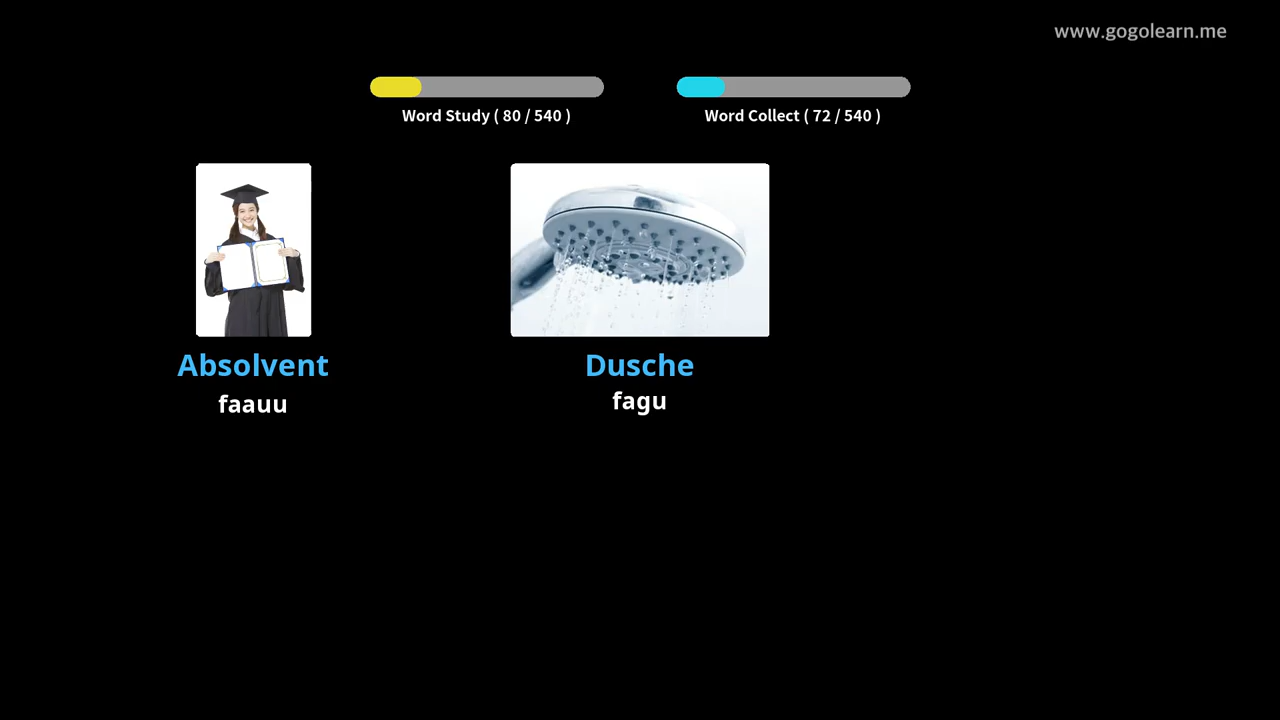 www.gogolearn.me
Word Study ( 80 / 540 )
Word Collect ( 72 / 540 )
Absolvent
faauu
Dusche
fagu